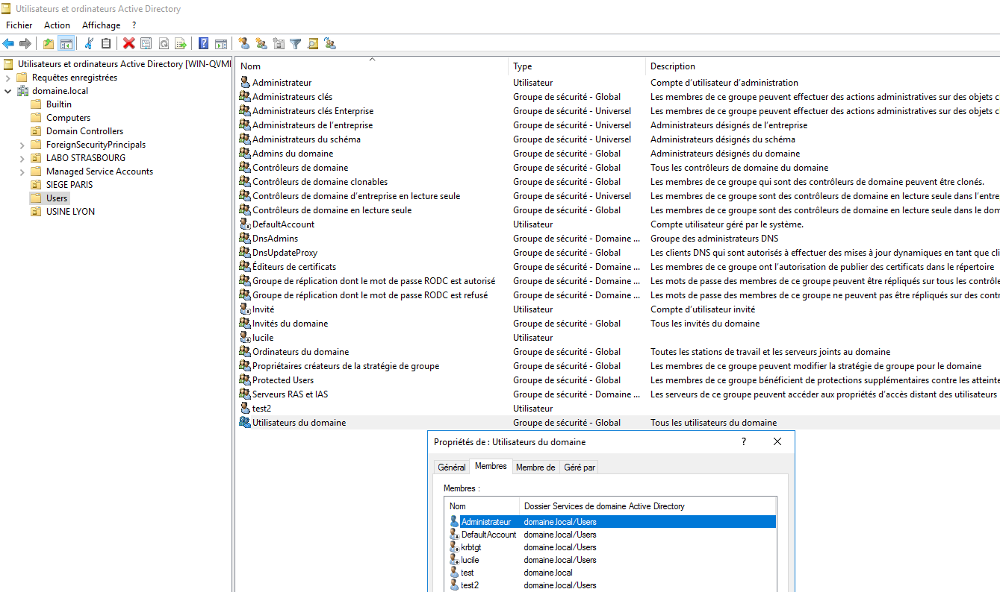 Utilisateurs et ordinateurs Active Directory
Fichier Action Affichage ?
Utilisateurs et ordinateurs Active Directory [WIN-QVMI
Requêtes enregistrées
domaine.local
Builtin
Computers
Domain Controllers
ForeignSecurityPrincipals
LABO STRASBOURG
Managed Service Accounts
SIEGE PARIS
Users
USINE LYON
Nom Type Description
Administrateur Utilisateur Compte d'utilisateur d'administration
Administrateurs clés Groupe de sécurité - Global Les membres de ce groupe peuvent effectuer des actions administratives sur des objets c
Administrateurs clés Enterprise Groupe de sécurité - Universel Les membres de ce groupe peuvent effectuer des actions administratives sur des objets c
Administrateurs de l'entreprise Groupe de sécurité - Universel Administrateurs désignés de l'entreprise
Administrateurs du schéma Groupe de sécurité - Universel Administrateurs désignés du schéma
Admins du domaine Groupe de sécurité - Global Administrateurs désignés du domaine
Contrôleurs de domaine Groupe de sécurité - Global Tous les contrôleurs de domaine du domaine
Contrôleurs de domaine clonables Groupe de sécurité - Global Les membres de ce groupe qui sont des contrôleurs de domaine peuvent être clonés.
Contrôleurs de domaine d'entreprise en lecture seule Groupe de sécurité - Universel Les membres de ce groupe sont des contrôleurs de domaine en lecture seule dans l'entre
Contrôleurs de domaine en lecture seule Groupe de sécurité - Global Les membres de ce groupe sont des contrôleurs de domaine en lecture seule dans le dom
DefaultAccount Utilisateur Compte utilisateur géré par le système.
DnsAdmins Groupe de sécurité - Domaine ... Groupe des administrateurs DNS
DnsUpdateProxy Groupe de sécurité - Global Les clients DNS qui sont autorisés à effectuer des mises à jour dynamiques en tant que cli
Éditeurs de certificats Groupe de sécurité - Domaine ... Les membres de ce groupe ont l'autorisation de publier des certificats dans le répertoire
Groupe de réplication dont le mot de passe RODC est autorisé Groupe de sécurité - Domaine ... Les mots de passe des membres de ce groupe peuvent être répliqués sur tous les contrôle
Groupe de réplication dont le mot de passe RODC est refusé Groupe de sécurité - Domaine ... Les mots de passe des membres de ce groupe ne peuvent pas être répliqués sur des contr
Invité Utilisateur Compte d'utilisateur invité
Invités du domaine Groupe de sécurité - Global Tous les invités du domaine
lucile Utilisateur
Ordinateurs du domaine Groupe de sécurité - Global Toutes les stations de travail et les serveurs joints au domaine
Propriétaires créateurs de la stratégie de groupe Groupe de sécurité - Global Les membres de ce groupe peuvent modifier la stratégie de groupe pour le domaine
Protected Users Groupe de sécurité - Global Les membres de ce groupe bénéficient de protections supplémentaires contre les atteinte
Serveurs RAS et IAS Groupe de sécurité - Domaine ... Les serveurs de ce groupe peuvent accéder aux propriétés d'accès distant des utilisateurs
test2 Utilisateur
Utilisateurs du domaine Groupe de sécurité - Global Tous les utilisateurs du domaine
Propriétés de : Utilisateurs du domaine ?
Général Membres Membre de Géré par
Membres :
Nom Dossier Services de domaine Active Directory
Administrateur domaine.local/Users
DefaultAccount domaine.local/Users
krbtgt domaine.local/Users
lucile domaine.local/Users
test domaine.local
test2 domaine.local/Users